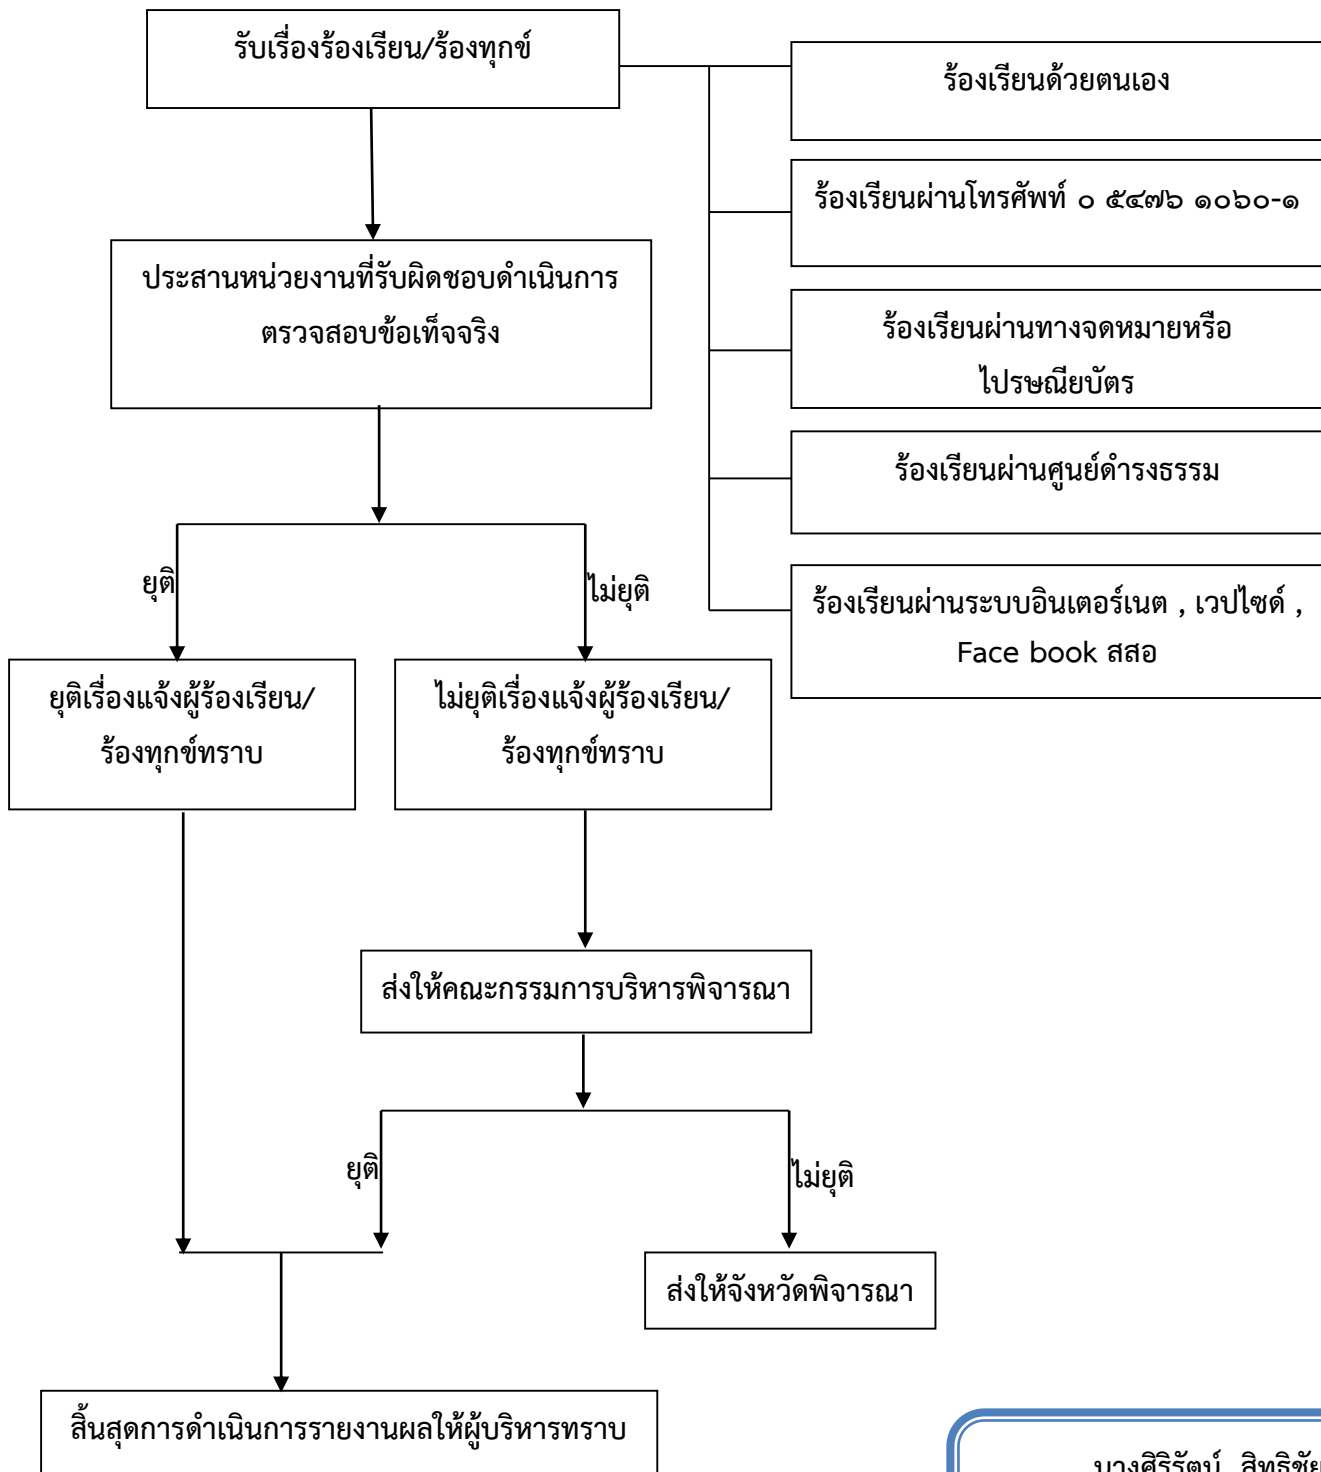 รับเรื่องร้องเรียน/ร้องทุกข์
ร้องเรียนด้วยตนเอง
ร้องเรียนผ่านโทรศัพท์ ๐ ๕๔๗๖ ๑๐๖๐-๑
ประสานหน่วยงานที่รับผิดชอบดำเนินการ
ตรวจสอบข้อเท็จจริง
ร้องเรียนผ่านทางจดหมายหรือ
ไปรษณียบัตร
ร้องเรียนผ่านศูนย์ดำรงธรรม
ร้องเรียนผ่านระบบอินเตอร์เนต , เวปไซด์ ,
Face book สสอ
ยุติ
ไม่ยุติ
ยุติเรื่องแจ้งผู้ร้องเรียน/
ร้องทุกข์ทราบ
ไม่ยุติเรื่องแจ้งผู้ร้องเรียน/
ร้องทุกข์ทราบ
ส่งให้คณะกรรมการบริหารพิจารณา
ยุติ
ไม่ยุติ
ส่งให้จังหวัดพิจารณา
สิ้นสุดการดำเนินการรายงานผลให้ผู้บริหารทราบ
นางศิริรัตน์ สิทธิชัย